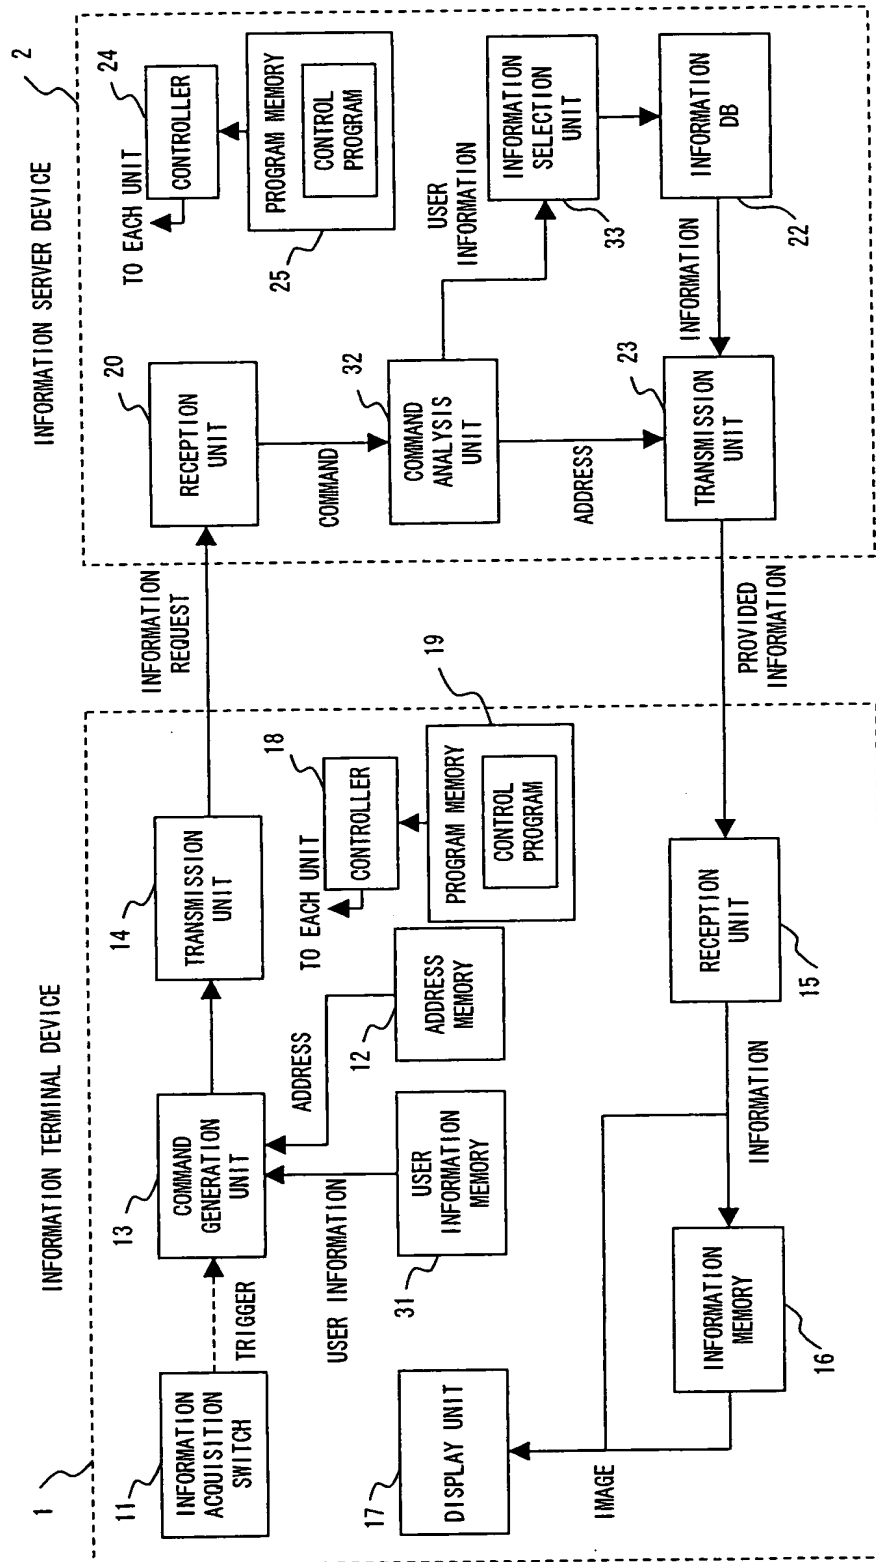 INFORMATION TERMINAL DEVICE
1
11
INFORMATION
ACQUISITION
SWITCH
TRIGGER
13
COMMAND
GENERATION
UNIT
14
TRANSMISSION
UNIT
INFORMATION
REQUEST
USER INFORMATION
ADDRESS
31
USER
INFORMATION
MEMORY
12
ADDRESS
MEMORY
TO EACH UNIT
18
CONTROLLER
19
PROGRAM MEMORY
CONTROL
PROGRAM
17
DISPLAY UNIT
IMAGE
16
INFORMATION
MEMORY
INFORMATION
15
RECEPTION
UNIT
PROVIDED
INFORMATION
INFORMATION SERVER DEVICE
2
20
RECEPTION
UNIT
COMMAND
32
COMMAND
ANALYSIS
UNIT
ADDRESS
23
TRANSMISSION
UNIT
TO EACH UNIT
24
CONTROLLER
25
PROGRAM MEMORY
CONTROL
PROGRAM
USER
INFORMATION
33
INFORMATION
SELECTION
UNIT
22
INFORMATION
DB
INFORMATION